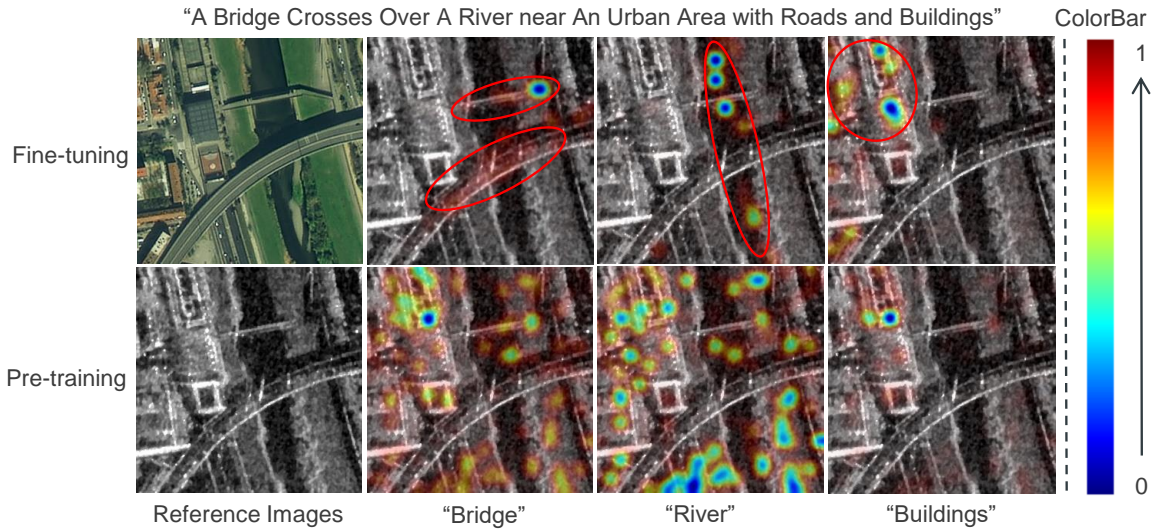 “A Bridge Crosses Over A River near An Urban Area with Roads and Buildings”
ColorBar
1
Fine-tuning
Pre-training
0
Reference Images
“Bridge”
“River”
“Buildings”